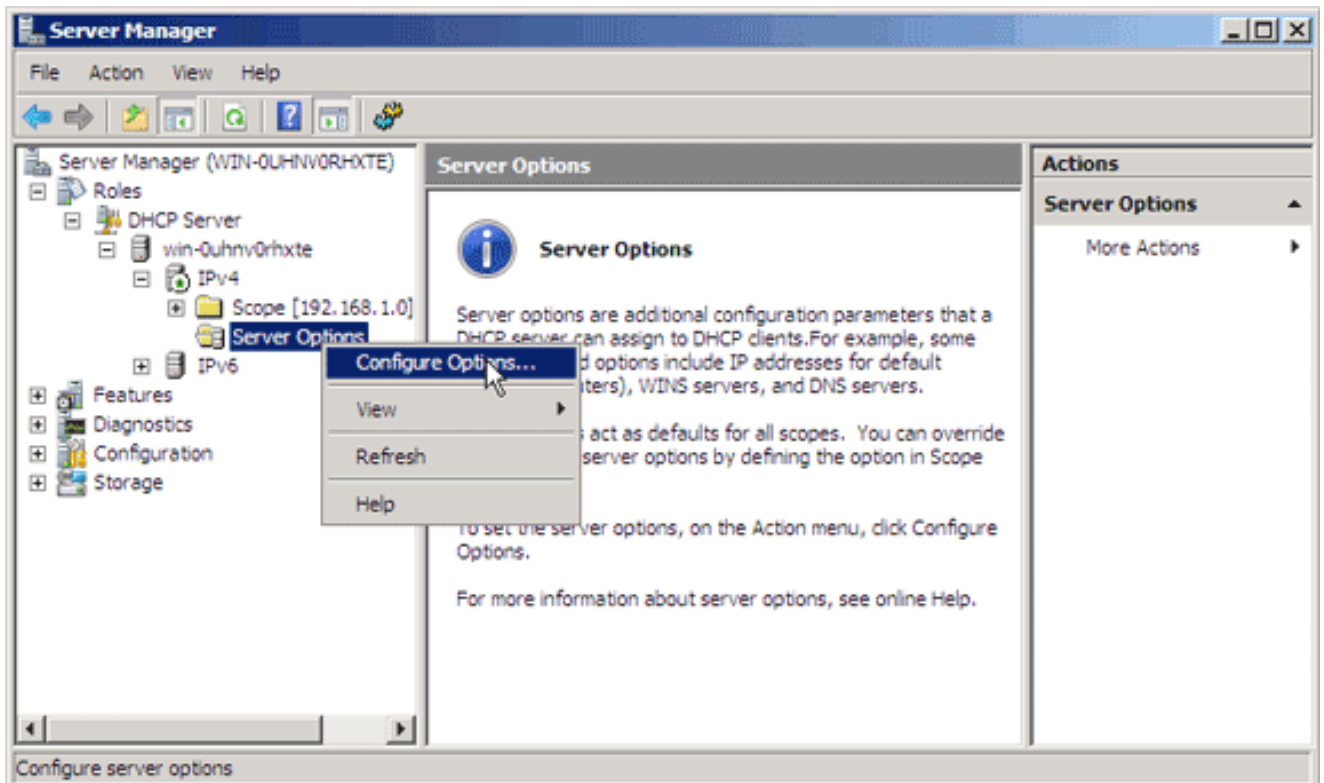 Server Manager
File Action View Help
Server Manager (WIN-0UHNV0RHXTE)
Roles
DHCP Server
win-0uhnv0rhxte
IPv4
Scope [192.168.1.0]
Server Options
IPv6
Features
Diagnostics
Configuration
Storage
Configure Options...
View
Refresh
Help
Server Options
Server Options
Server options are additional configuration parameters that a
DHCP server can assign to DHCP clients.For example, some
d options include IP addresses for default
ters), WINS servers, and DNS servers.
act as defaults for all scopes. You can override
server options by defining the option in Scope
To set the server options, on the Action menu, click Configure
Options.
For more information about server options, see online Help.
Actions
Server Options
More Actions
Configure server options